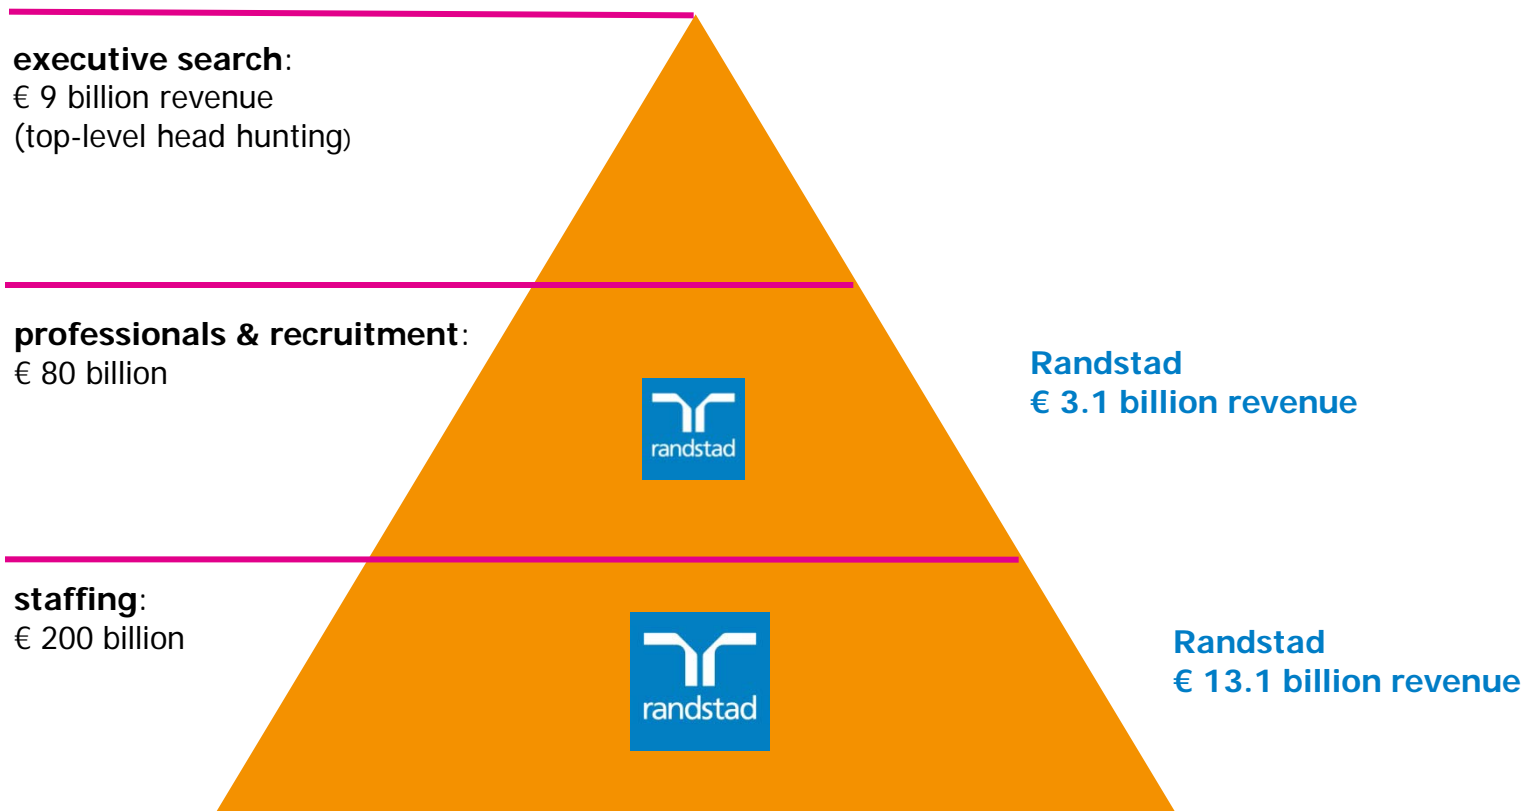 executive search:
€ 9 billion revenue
(top-level head hunting)
professionals & recruitment:
€ 80 billion
randstad
Randstad
€ 3.1 billion revenue
staffing:
€ 200 billion
randstad
Randstad
€ 13.1 billion revenue